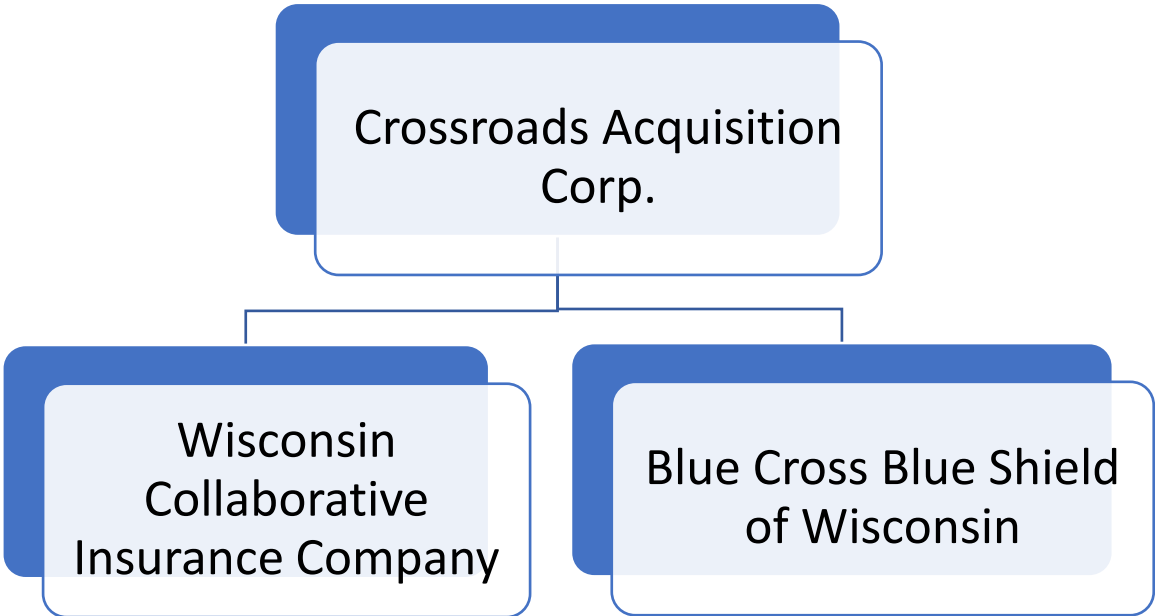 Crossroads Acquisition
Corp.
Wisconsin
Collaborative
Insurance Company
Blue Cross Blue Shield
of Wisconsin